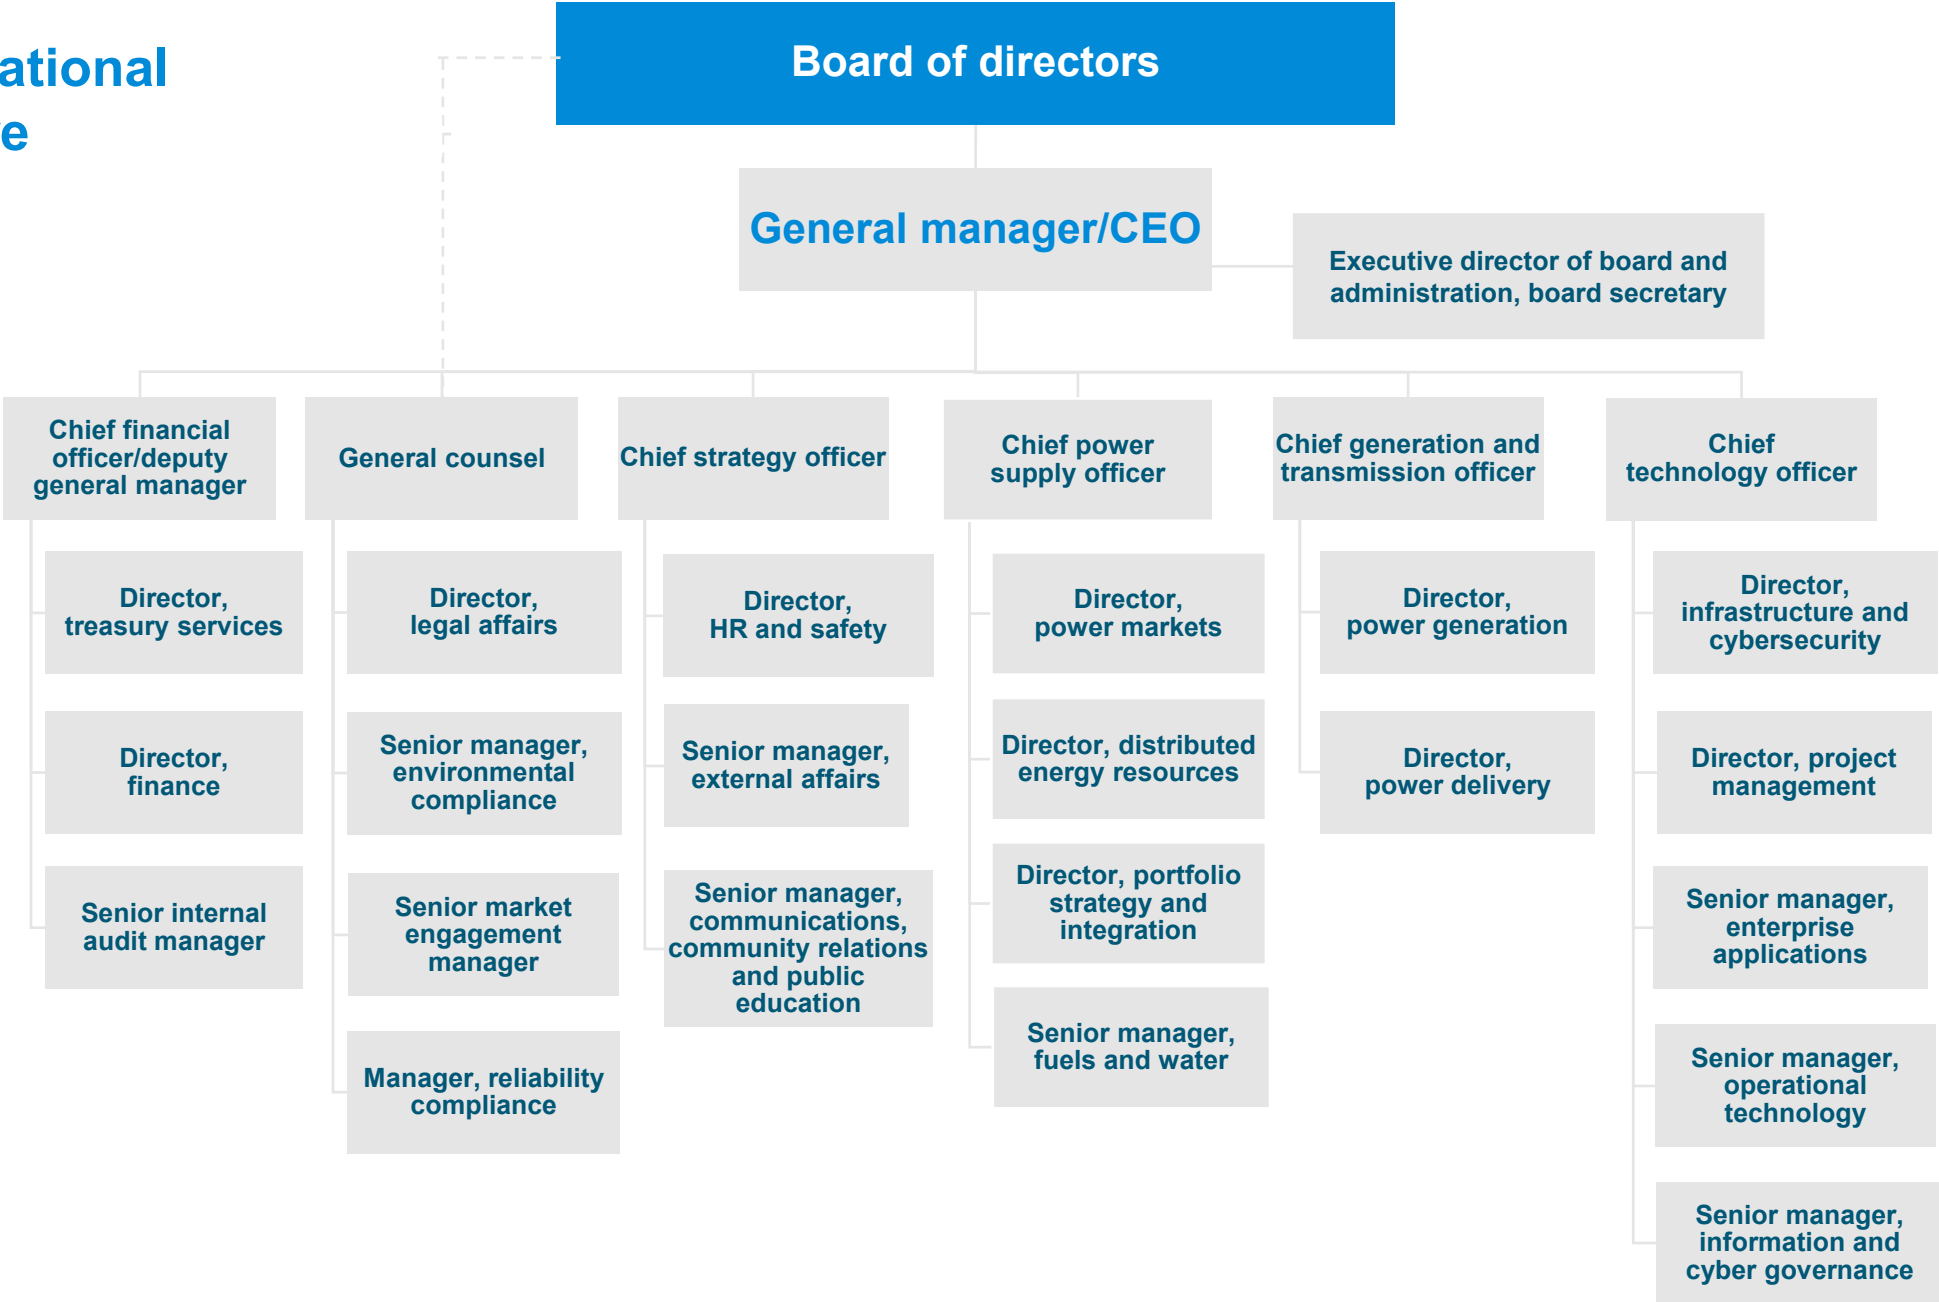 ational
e
Board of directors
General manager/CEO
Executive director of board and
administration, board secretary
Chief financial
officer/deputy
general manager
General counsel
Chief strategy officer
Chief power
supply officer
Chief generation and
transmission officer
Chief
technology officer
Director,
treasury services
Director,
finance
Senior internal
audit manager
Director,
legal affairs
Senior manager,
environmental
compliance
Senior market
engagement
manager
Manager, reliability
compliance
Director,
HR and safety
Senior manager,
external affairs
Senior manager,
communications,
community relations
and public
education
Director,
power markets
Director, distributed
energy resources
Director, portfolio
strategy and
integration
Senior manager,
fuels and water
Director,
power generation
Director,
power delivery
Director,
infrastructure and
cybersecurity
Director, project
management
Senior manager,
enterprise
applications
Senior manager,
operational
technology
Senior manager,
information and
cyber governance